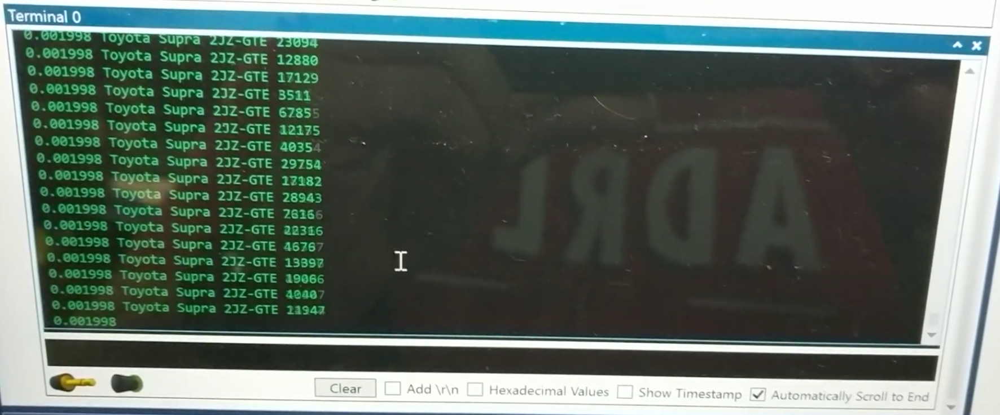 Terminal 0
0.001998 Toyota Supra 2JZ-GTE 23094
0.001998 Toyota Supra 2JZ-GTE 12880
0.001998 Toyota Supra 2JZ-GTE 17129
0.001998 Toyota Supra 2JZ-GTE 3511
0.001998 Toyota Supra 2JZ-GTE 67855
0.001998 Toyota Supra 2JZ-GTE 12175
0.001998 Toyota Supra 2JZ-GTE 40354
0.001998 Toyota Supra 2JZ-GTE 29754
0.001998 Toyota Supra 2JZ-GTE 17182
0.001998 Toyota Supra 2JZ-GTE 28943
0.001998 Toyota Supra 2JZ-GTE
0.001998 Toyota Supra 2JZ-GTE
0.001998 Toyota Supra 2JZ-GTE 46767
0.001998 Toyota Supra 2JZ-GTE
0.001998 Toyota Supra 2JZ-GTE
0.001998 Toyota Supra 2JZ-GTE
0.001998 Toyota Supra 2JZ-GTE
0.001998
Clear Add \r\n Hexadecimal Values Show Timestamp Automatically Scroll to End